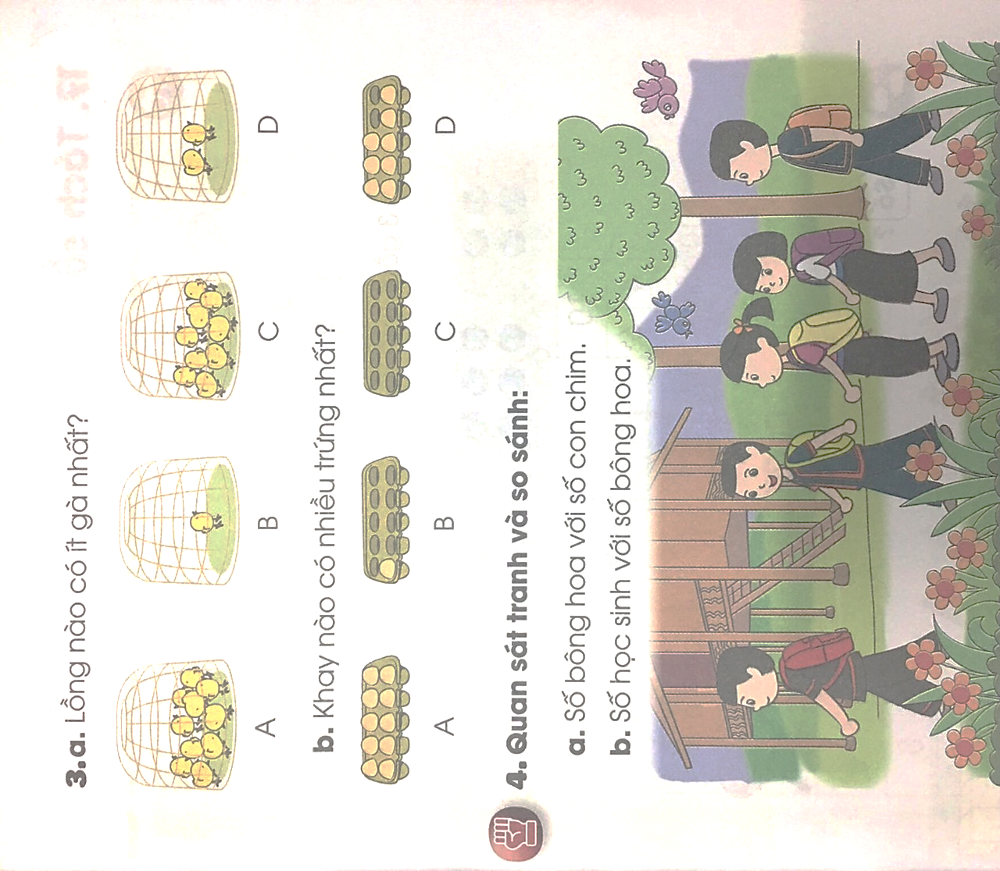 3.a. Lồng nào có ít gà nhất?
A B C D
b. Khay nào có nhiều trứng nhất?
A B C D
4. Quan sát tranh và so sánh:
a. Số bông hoa với số con chim.
b. Số học sinh với số bông hoa.